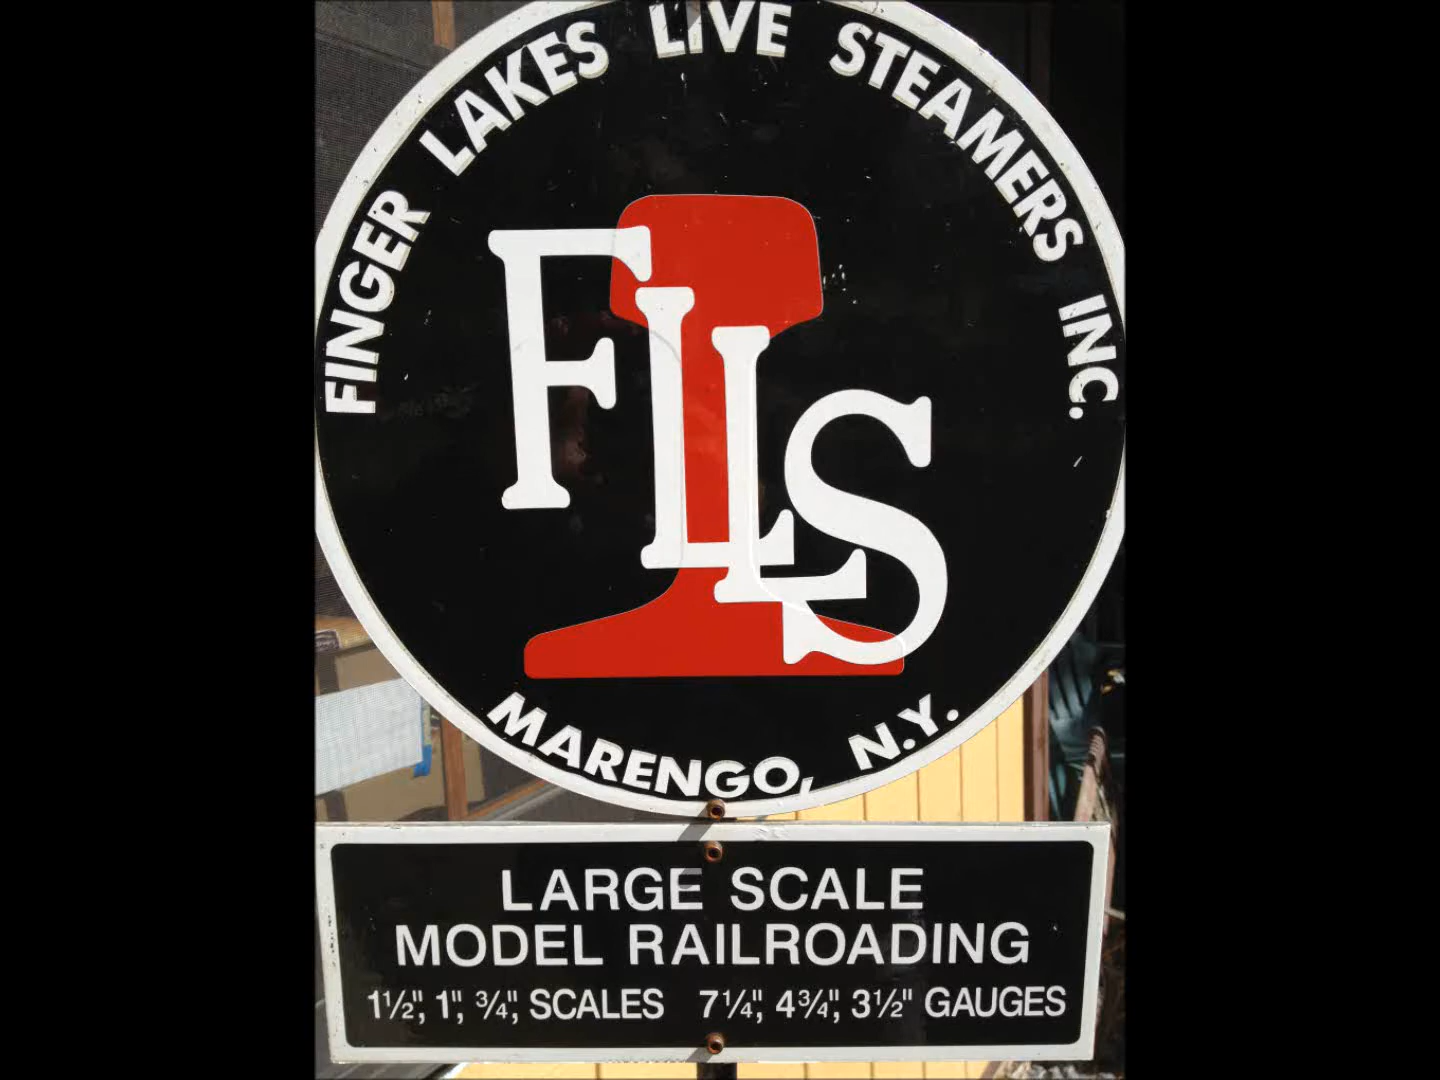 FINGER LAKES LIVE STEAMERS INC.
FLLS
MARENGO, N.Y.
LARGE SCALE
MODEL RAILROADING
1½", 1", ¾", SCALES 7¼", 4¾", 3½" GAUGES